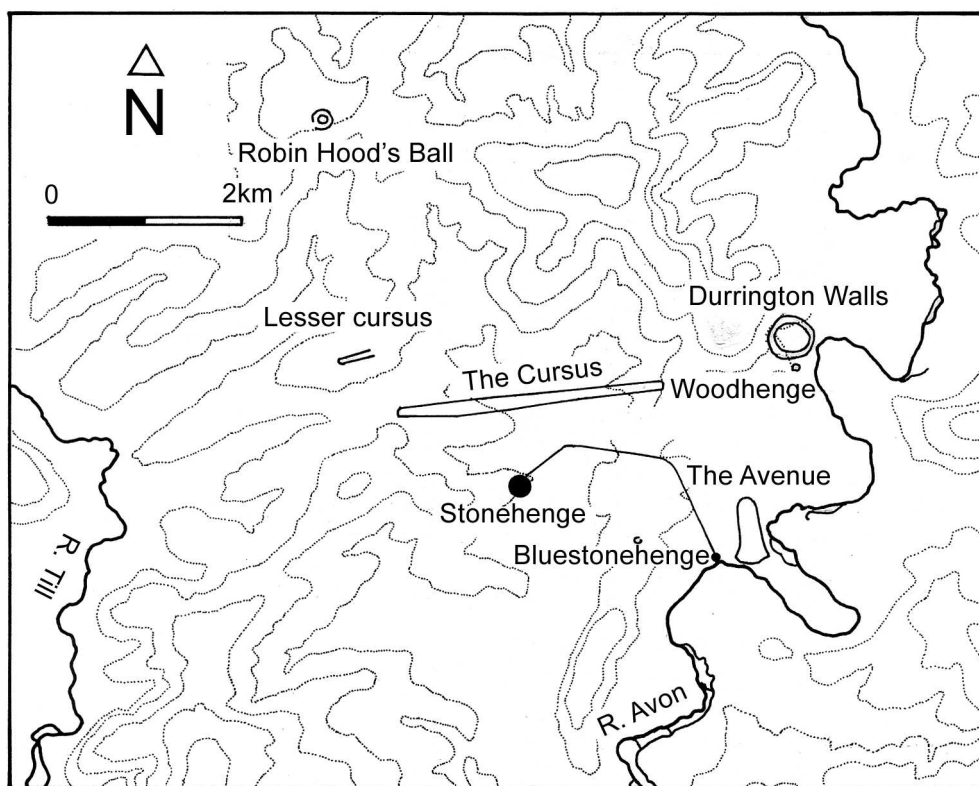 N
Robin Hood's Ball
0 2km
Durrington Walls
Lesser cursus
The Cursus
Woodhenge
The Avenue
Stonehenge
Bluestonehenge
R. Till
R. Avon